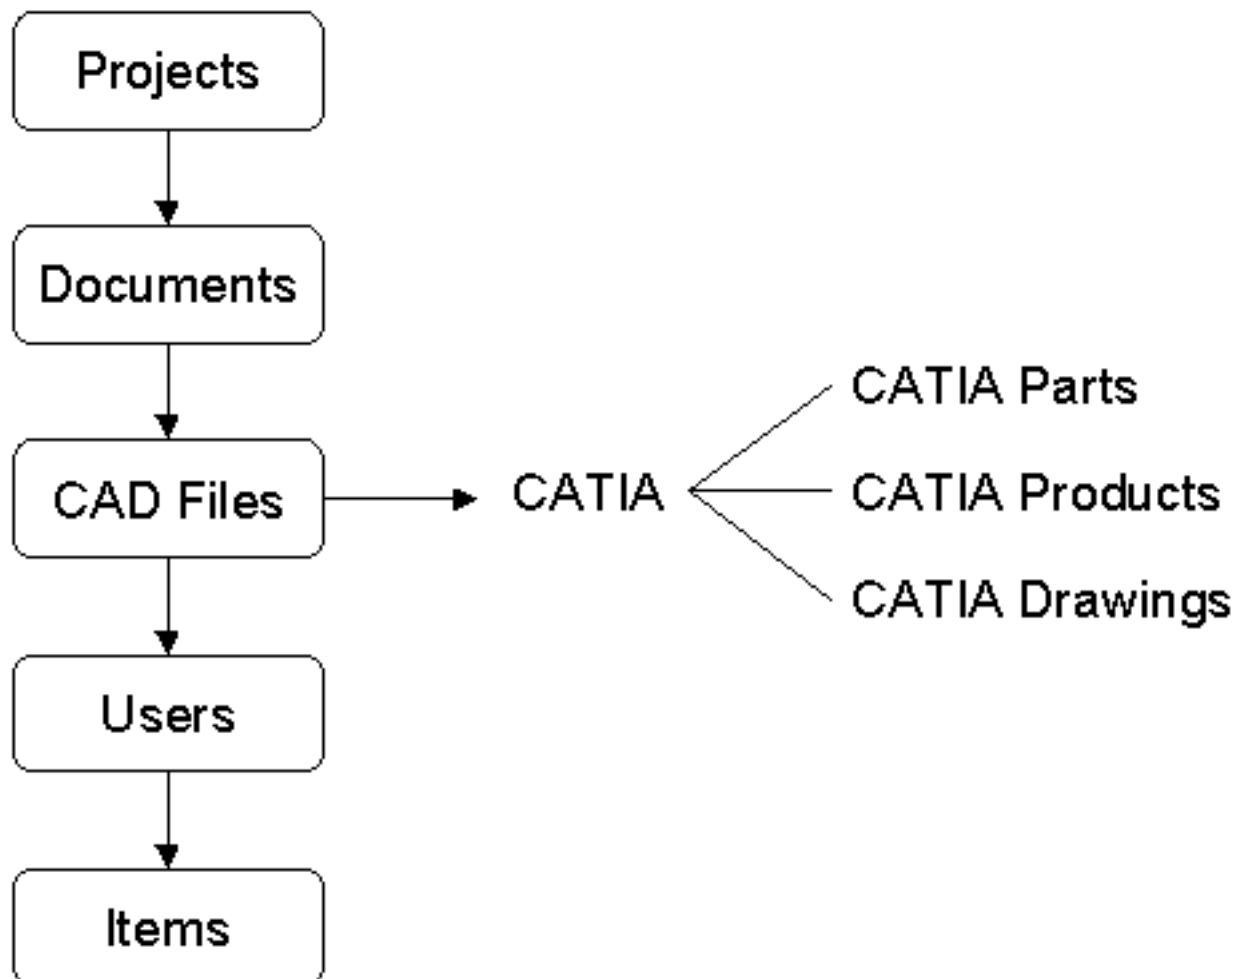 Projects
Documents
CAD Files
Users
Items
CATIA
CATIA Parts
CATIA Products
CATIA Drawings